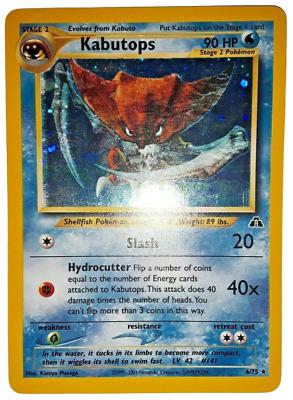 STAGE 2 Evolves from Kabuto Put Kabutops on the Stage 1 card
Kabutops 90 HP
Stage 2 Pokémon
Shellfish Pokémon. Length: Weight: 89 lbs.
Slash 20
Hydrocutter Flip a number of coins
equal to the number of Energy cards
attached to Kabutops. This attack does 40
damage times the number of heads. You
can't flip more than 3 coins in this way.
40x
weakness resistance retreat cost
In the water, it tucks in its limbs to become more compact,
then it wiggles its shell to swim fast. LV. 42 #141
Illus. Kimiya Masago 6/75 ★